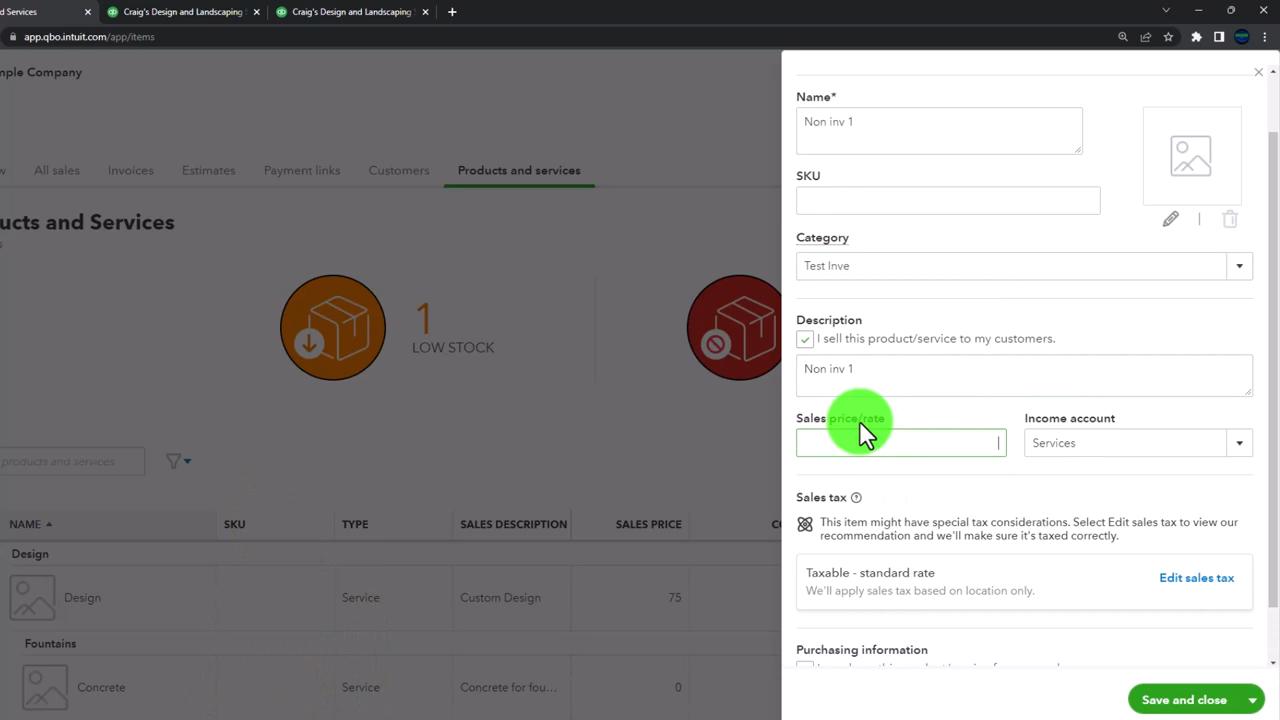 d Services
Craig's Design and Landscaping
Craig's Design and Landscaping
app.qbo.intuit.com/app/items
mple Company
w All sales Invoices Estimates Payment links Customers Products and services
ucts and Services
s
1
LOW STOCK
products and services
NAME SKU TYPE SALES DESCRIPTION SALES PRICE CO
Design
Design Service Custom Design 75
Fountains
Concrete Service Concrete for fou... 0
Name*
Non inv 1
SKU
Category
Test Inve
Description
I sell this product/service to my customers.
Non inv 1
Sales price/rate Income account
Services
Sales tax
This item might have special tax considerations. Select Edit sales tax to view our
recommendation and we'll make sure it's taxed correctly.
Taxable - standard rate
We'll apply sales tax based on location only.
Edit sales tax
Purchasing information
Save and close